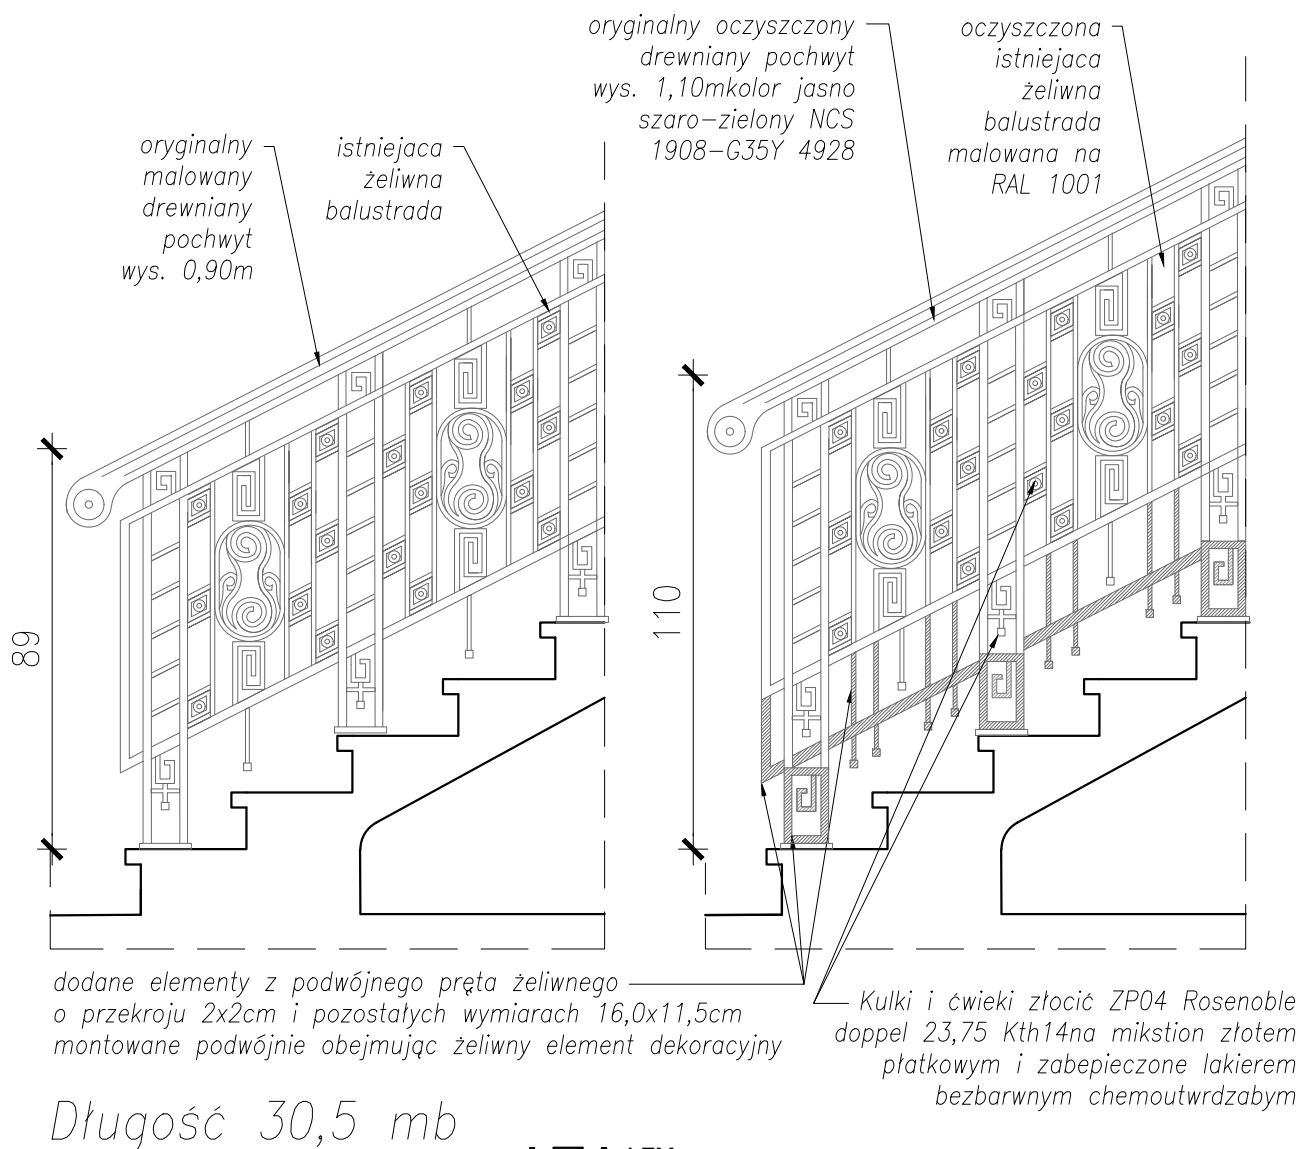 oryginalny oczyszczony
drewniany pochwyt
wys. 1,10mkolor jasno
szaro-zielony NCS
1908-G35Y 4928
oczyszczona
istniejaca
żeliwna
balustrada
malowana na
RAL 1001
oryginalny
malowany
drewniany
pochwyt
wys. 0,90m
istniejaca
żeliwna
balustrada
89
110
dodane elementy z podwójnego pręta żeliwnego
o przekroju 2x2cm i pozostałych wymiarach 16,0x11,5cm
montowane podwójnie obejmując żeliwny element dekoracyjny
Kulki i ćwieki złocić ZP04 Rosenoble
doppel 23,75 Kth14na mikstion złotem
płatkowym i zabepieczone lakierem
bezbarwnym chemoutwrdzabym
Długość 30,5 mb